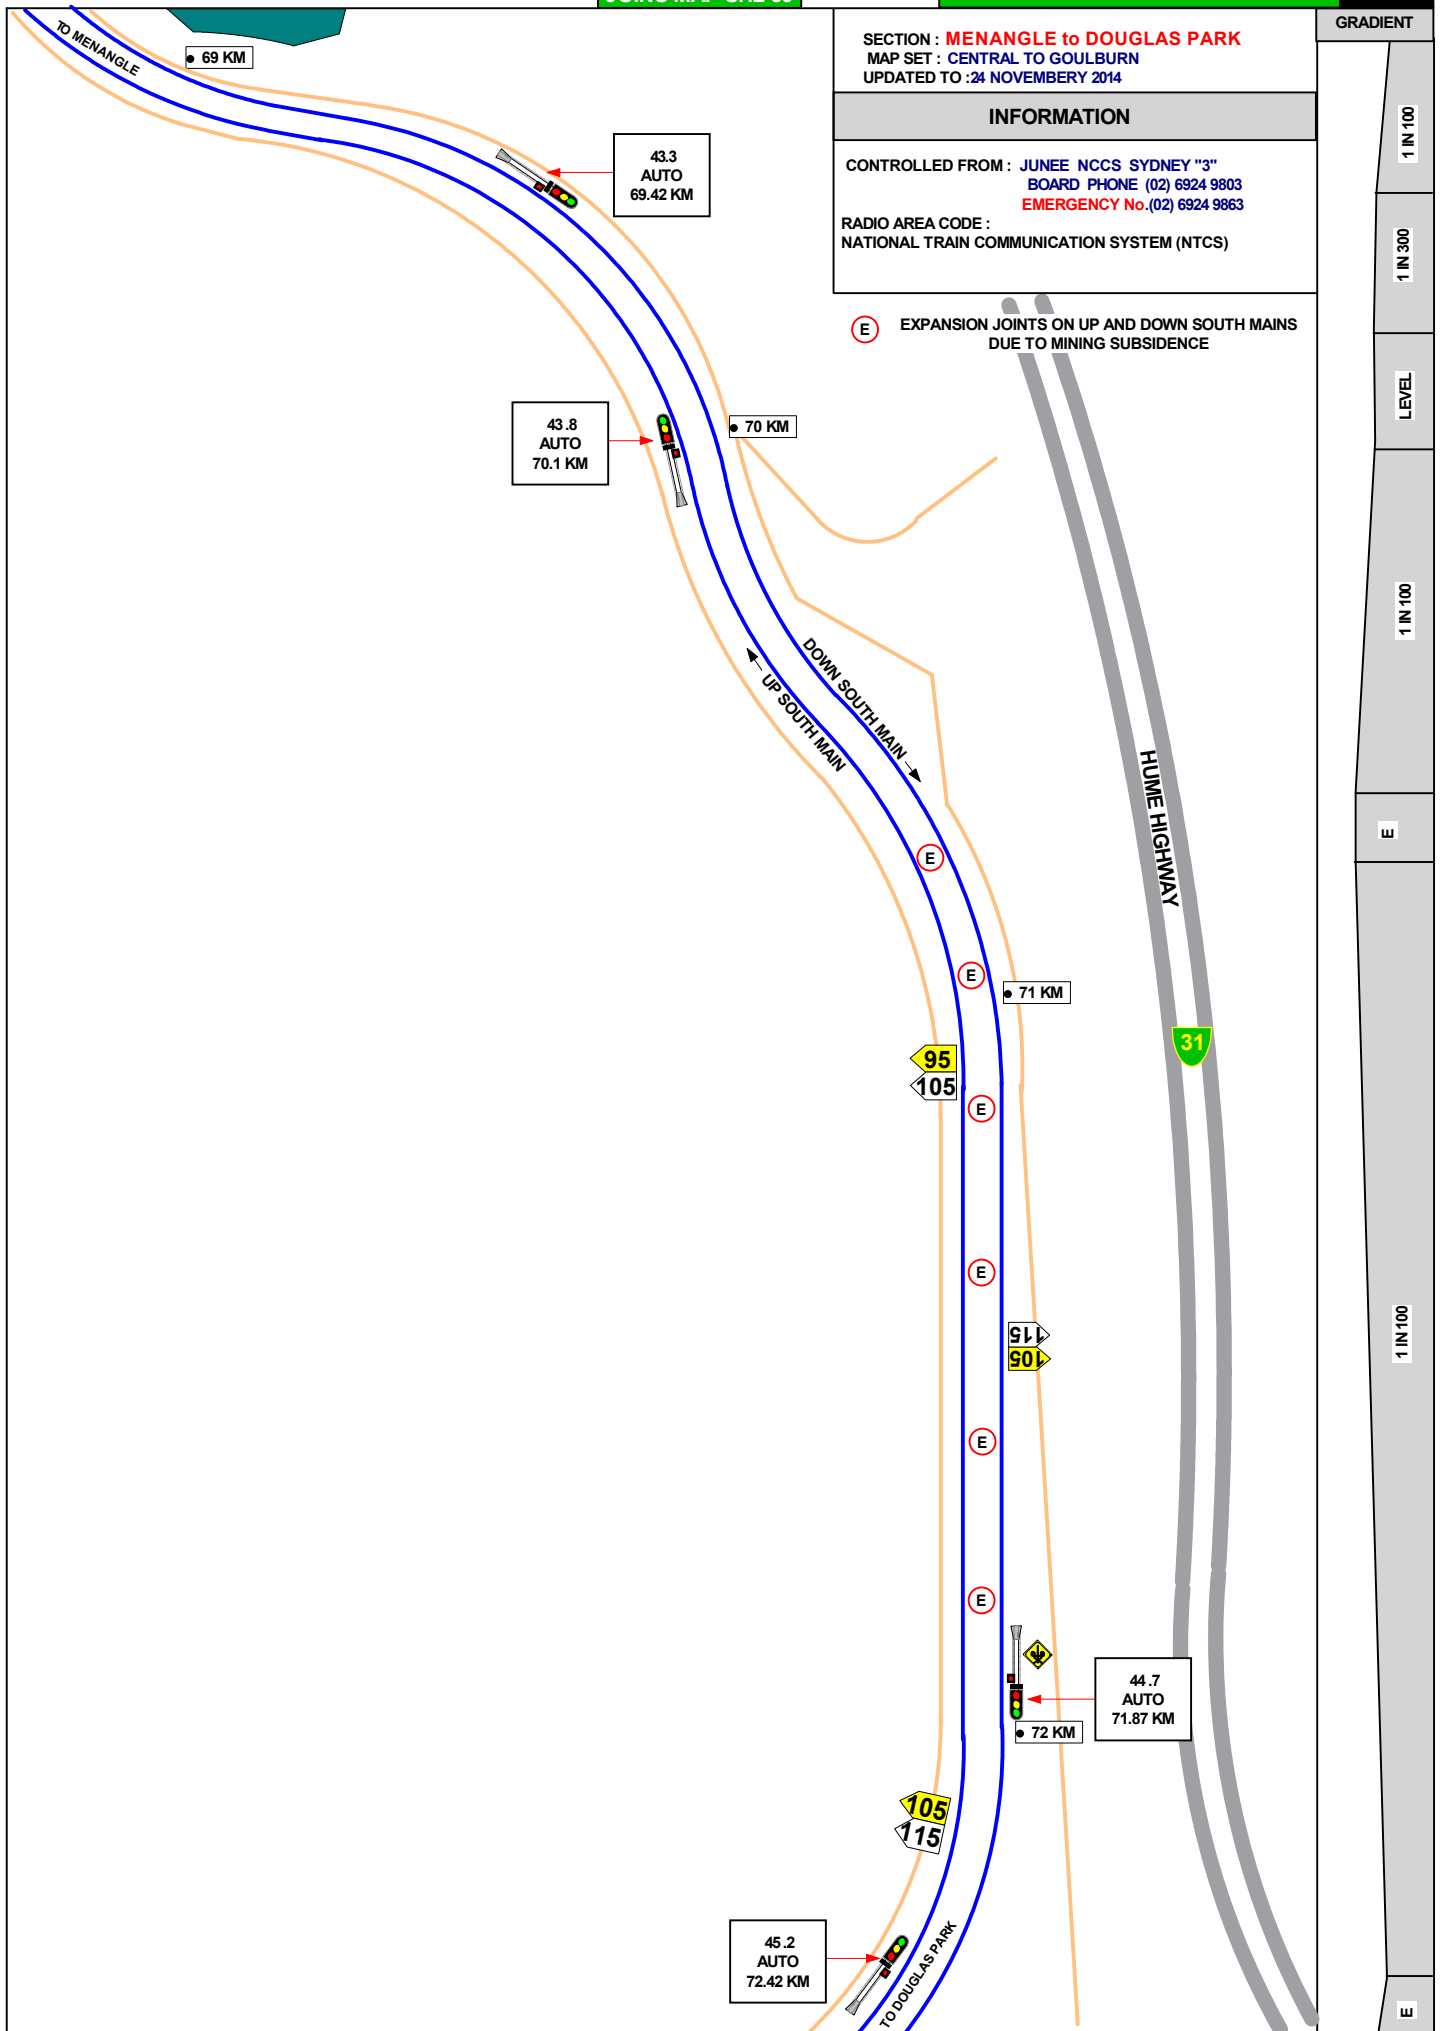 GRADIENT
SECTION : MENANGLE to DOUGLAS PARK
MAP SET : CENTRAL TO GOULBURN
UPDATED TO :24 NOVEMBERY 2014
INFORMATION
CONTROLLED FROM : JUNEE NCCS SYDNEY "3"
BOARD PHONE (02) 6924 9803
EMERGENCY No.(02) 6924 9863
RADIO AREA CODE :
NATIONAL TRAIN COMMUNICATION SYSTEM (NTCS)
E EXPANSION JOINTS ON UP AND DOWN SOUTH MAINS
DUE TO MINING SUBSIDENCE
TO MENANGLE
69 KM
43.3
AUTO
69.42 KM
1 IN 100
1 IN 300
LEVEL
43.8
AUTO
70.1 KM
70 KM
1 IN 100
DOWN SOUTH MAIN
UP SOUTH MAIN
HUME HIGHWAY
E
E
E
71 KM
31
95
105
E
E
115
105
1 IN100
E
E
44.7
AUTO
71.87 KM
72 KM
105
115
45.2
AUTO
72.42 KM
TO DOUGLAS PARK
E